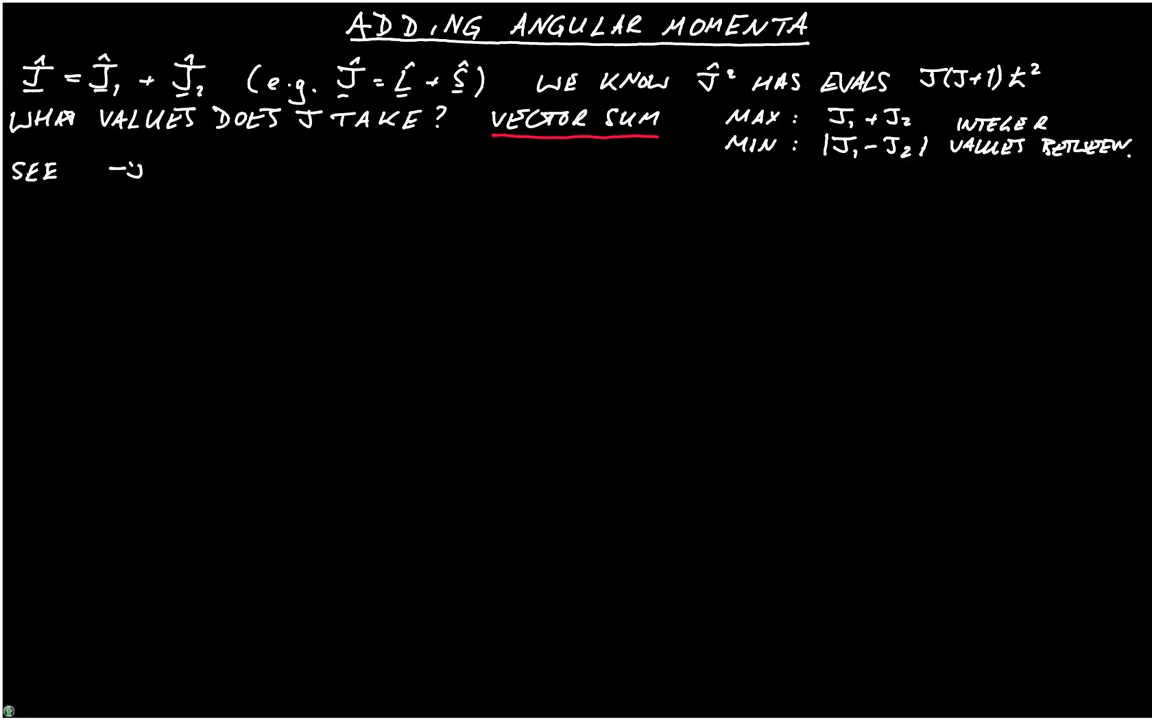 ADDING ANGULAR MOMENTA
Ĵ = Ĵ₁ + Ĵ₂ (e.g. Ĵ = L̂ + Ŝ) WE KNOW Ĵ² HAS EVALS J(J+1)ℏ²
WHAT VALUES DOES J TAKE? VECTOR SUM MAX: J₁ + J₂ INTEGER
MIN: |J₁ - J₂| VALUES BETWEEN.
SEE